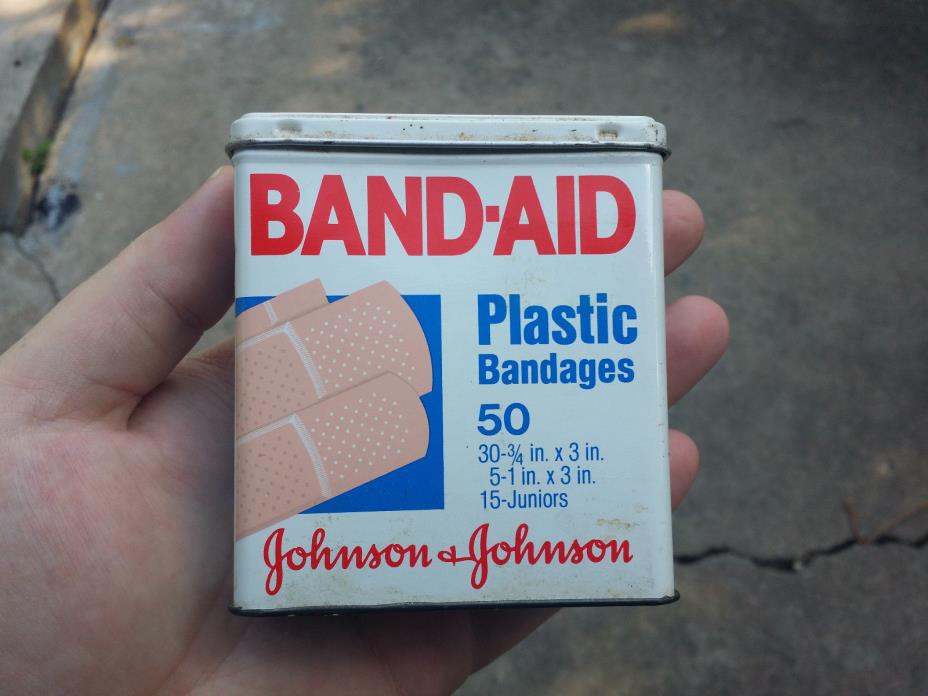 BAND-AID
Plastic
Bandages
50
30-¾ in. x 3 in.
5-1 in. x 3 in.
15-Juniors
Johnson & Johnson